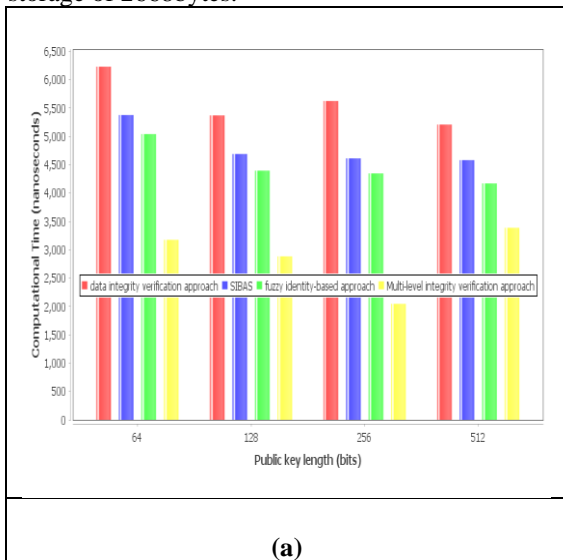 storage of 2000bytes.
6,500
6,000
5,500
5,000
4,500
4,000
3,500
3,000
2,500
2,000
1,500
1,000
500
0
Computational Time (nanoseconds)
data integrity verification approach SIBAS fuzzy identity-based approach Multi-level integrity verification approach
64 128 256 512
Public key length (bits)
(a)